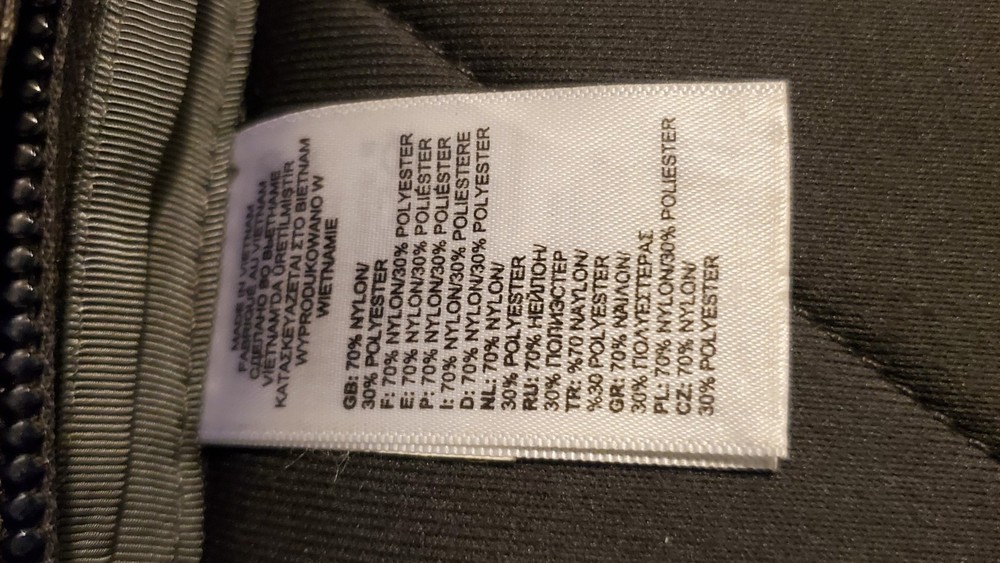 MADE IN VIETNAM
FABRIQUÉ AU VIETNAM
СДЕЛАНО ВО ВЬЕТНАМЕ
VIETNAM'DA ÜRETILMIŞTIR
ΚΑΤΑΣΚΕΥΑΖΕΤΑΙ ΣΤΟ ΒΙΕΤΝΑΜ
WYPRODUKOWANO W
WIETNAMIE
GB: 70% NYLON/
30% POLYESTER
F: 70% NYLON/30% POLYESTER
E: 70% NYLON/30% POLIÉSTER
P: 70% NYLON/30% POLIÉSTER
I: 70% NYLON/30% POLIESTERE
D: 70% NYLON/30% POLYESTER
NL: 70% NYLON/
30% POLYESTER
RU: 70% НЕЙЛОН/
30% ПОЛИЭСТЕР
TR: %70 NAYLON/
%30 POLYESTER
GR: 70% ΝΑΙΛΟΝ/
30% ΠΟΛΥΕΣΤΕΡΑΣ
PL: 70% NYLON/30% POLIESTER
CZ: 70% NYLON/
30% POLYESTER